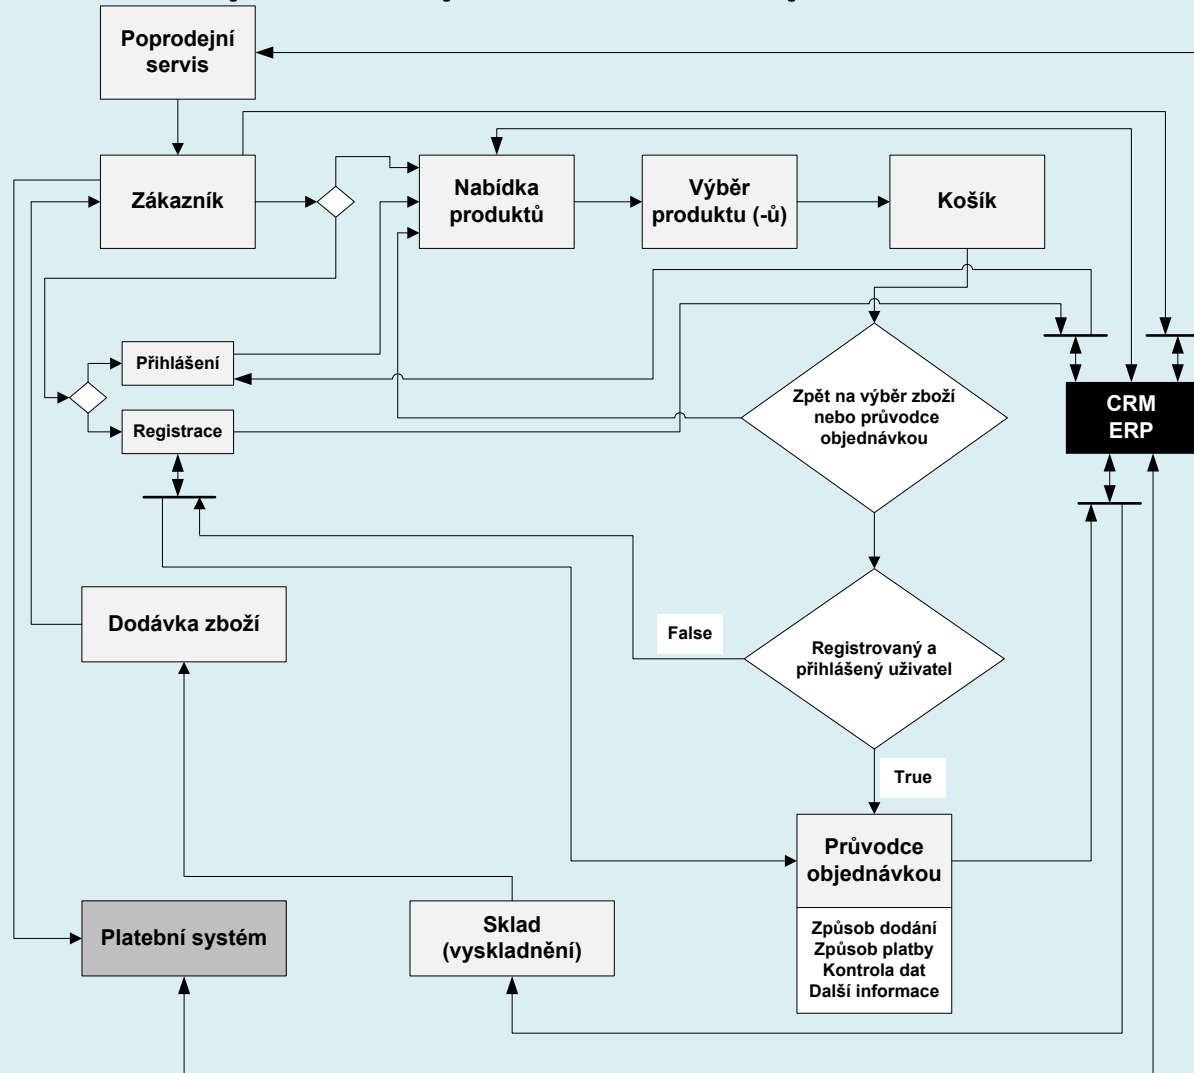 Poprodejní
servis
Zákazník
Nabídka
produktů
Výběr
produktu (-ů)
Košík
Přihlášení
Registrace
Zpět na výběr zboží
nebo průvodce
objednávkou
CRM
ERP
Dodávka zboží
False
Registrovaný a
přihlášený uživatel
True
Průvodce
objednávkou
Způsob dodání
Způsob platby
Kontrola dat
Další informace
Platební systém
Sklad
(vyskladnění)